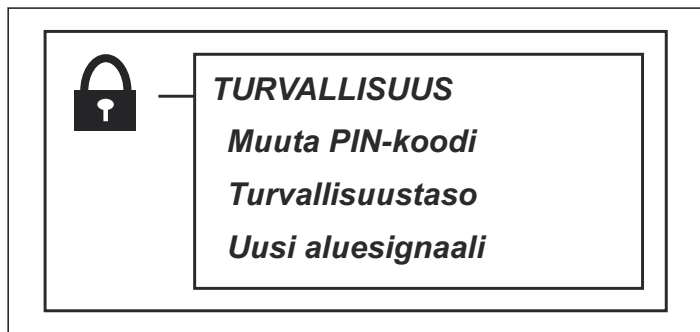 TURVALLISUUS
Muuta PIN-koodi
Turvallisuustaso
Uusi aluesignaali